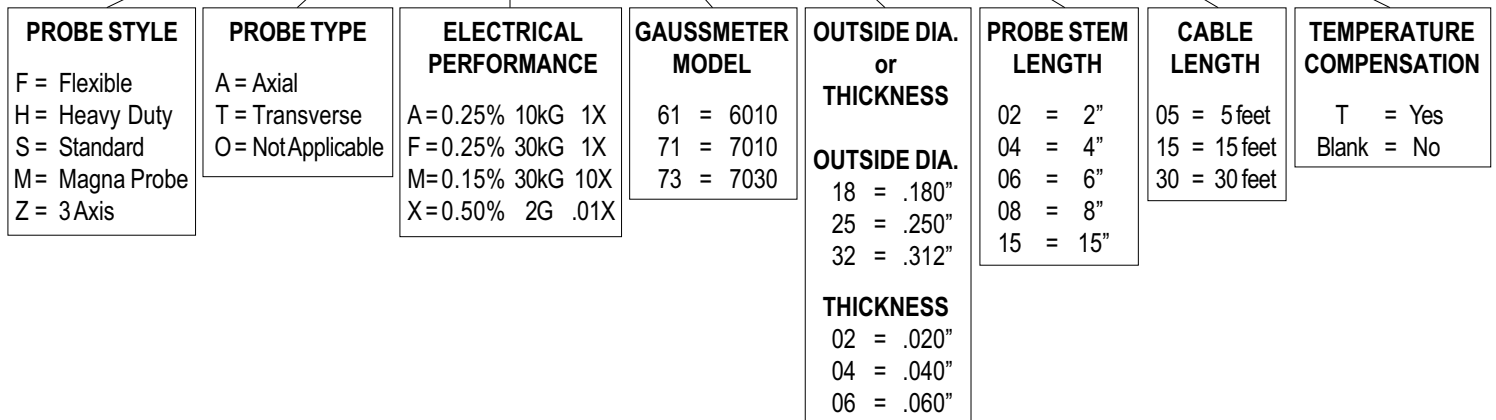 PROBE STYLE
F = Flexible
H = Heavy Duty
S = Standard
M = Magna Probe
Z = 3 Axis
PROBE TYPE
A = Axial
T = Transverse
O = Not Applicable
ELECTRICAL
PERFORMANCE
A = 0.25% 10kG 1X
F = 0.25% 30kG 1X
M = 0.15% 30kG 10X
X = 0.50% 2G .01X
GAUSSMETER
MODEL
61 = 6010
71 = 7010
73 = 7030
OUTSIDE DIA.
or
THICKNESS
OUTSIDE DIA.
18 = .180”
25 = .250”
32 = .312”
THICKNESS
02 = .020”
04 = .040”
06 = .060”
PROBE STEM
LENGTH
02 = 2”
04 = 4”
06 = 6”
08 = 8”
15 = 15”
CABLE
LENGTH
05 = 5 feet
15 = 15 feet
30 = 30 feet
TEMPERATURE
COMPENSATION
T = Yes
Blank = No